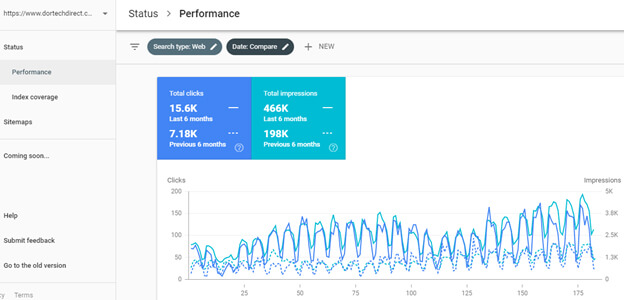 https://www.dortechdirect.c...
Status > Performance
Status
Performance
Index coverage
Sitemaps
Coming soon...
Help
Submit feedback
Go to the old version
cy Terms
Search type: Web
Date: Compare
+ NEW
Total clicks
15.6K
Last 6 months
7.18K
Previous 6 months
Total impressions
466K
Last 6 months
198K
Previous 6 months
Clicks
Impressions
200
150
100
50
0
5K
3.8K
2.5K
1.3K
0
25 50 75 100 125 150 175